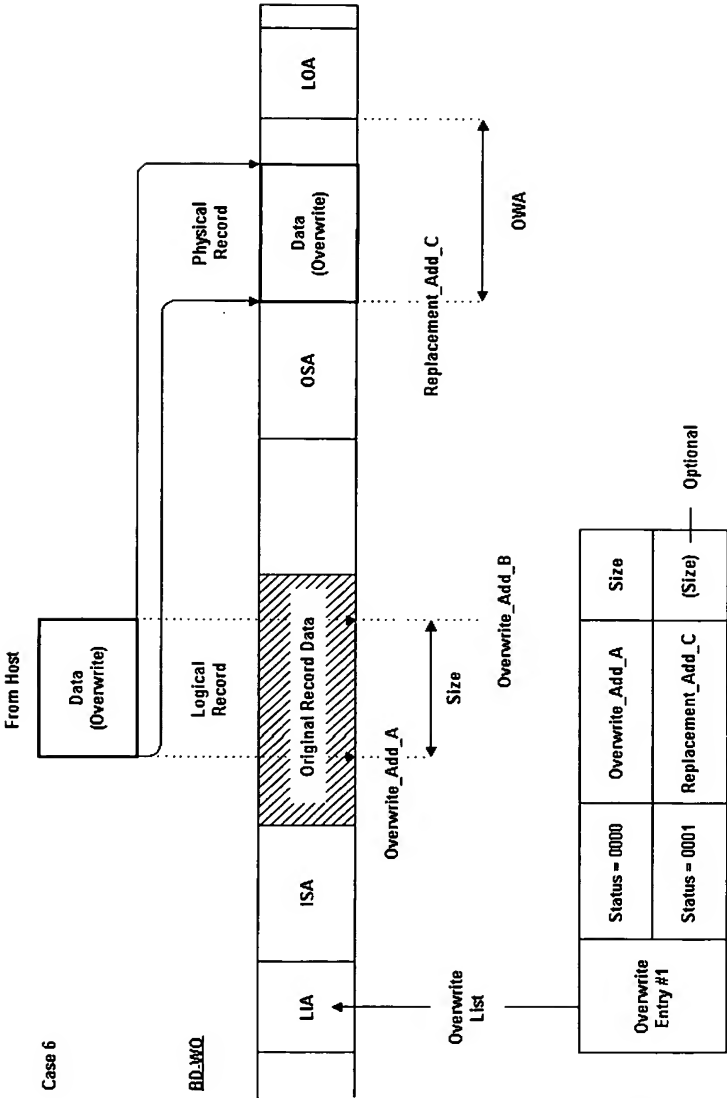 Case 6
From Host
Data
(Overwrite)
BD-WO
Logical
Record
Physical
Record
LIA
ISA
Original Record Data
OSA
Data
(Overwrite)
LOA
Overwrite_Add_A
Size
Overwrite_Add_B
Replacement_Add_C
OWA
Overwrite
List
Overwrite
Entry #1
Status = 0000
Overwrite_Add_A
Size
Status = 0001
Replacement_Add_C
(Size)
Optional